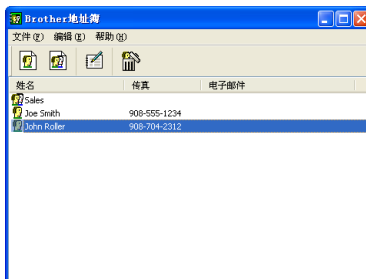 Brother地址簿
文件(F) 编辑(E) 帮助(H)
姓名 传真 电子邮件
Sales
Joe Smith 908-555-1234
John Roller 908-704-2312